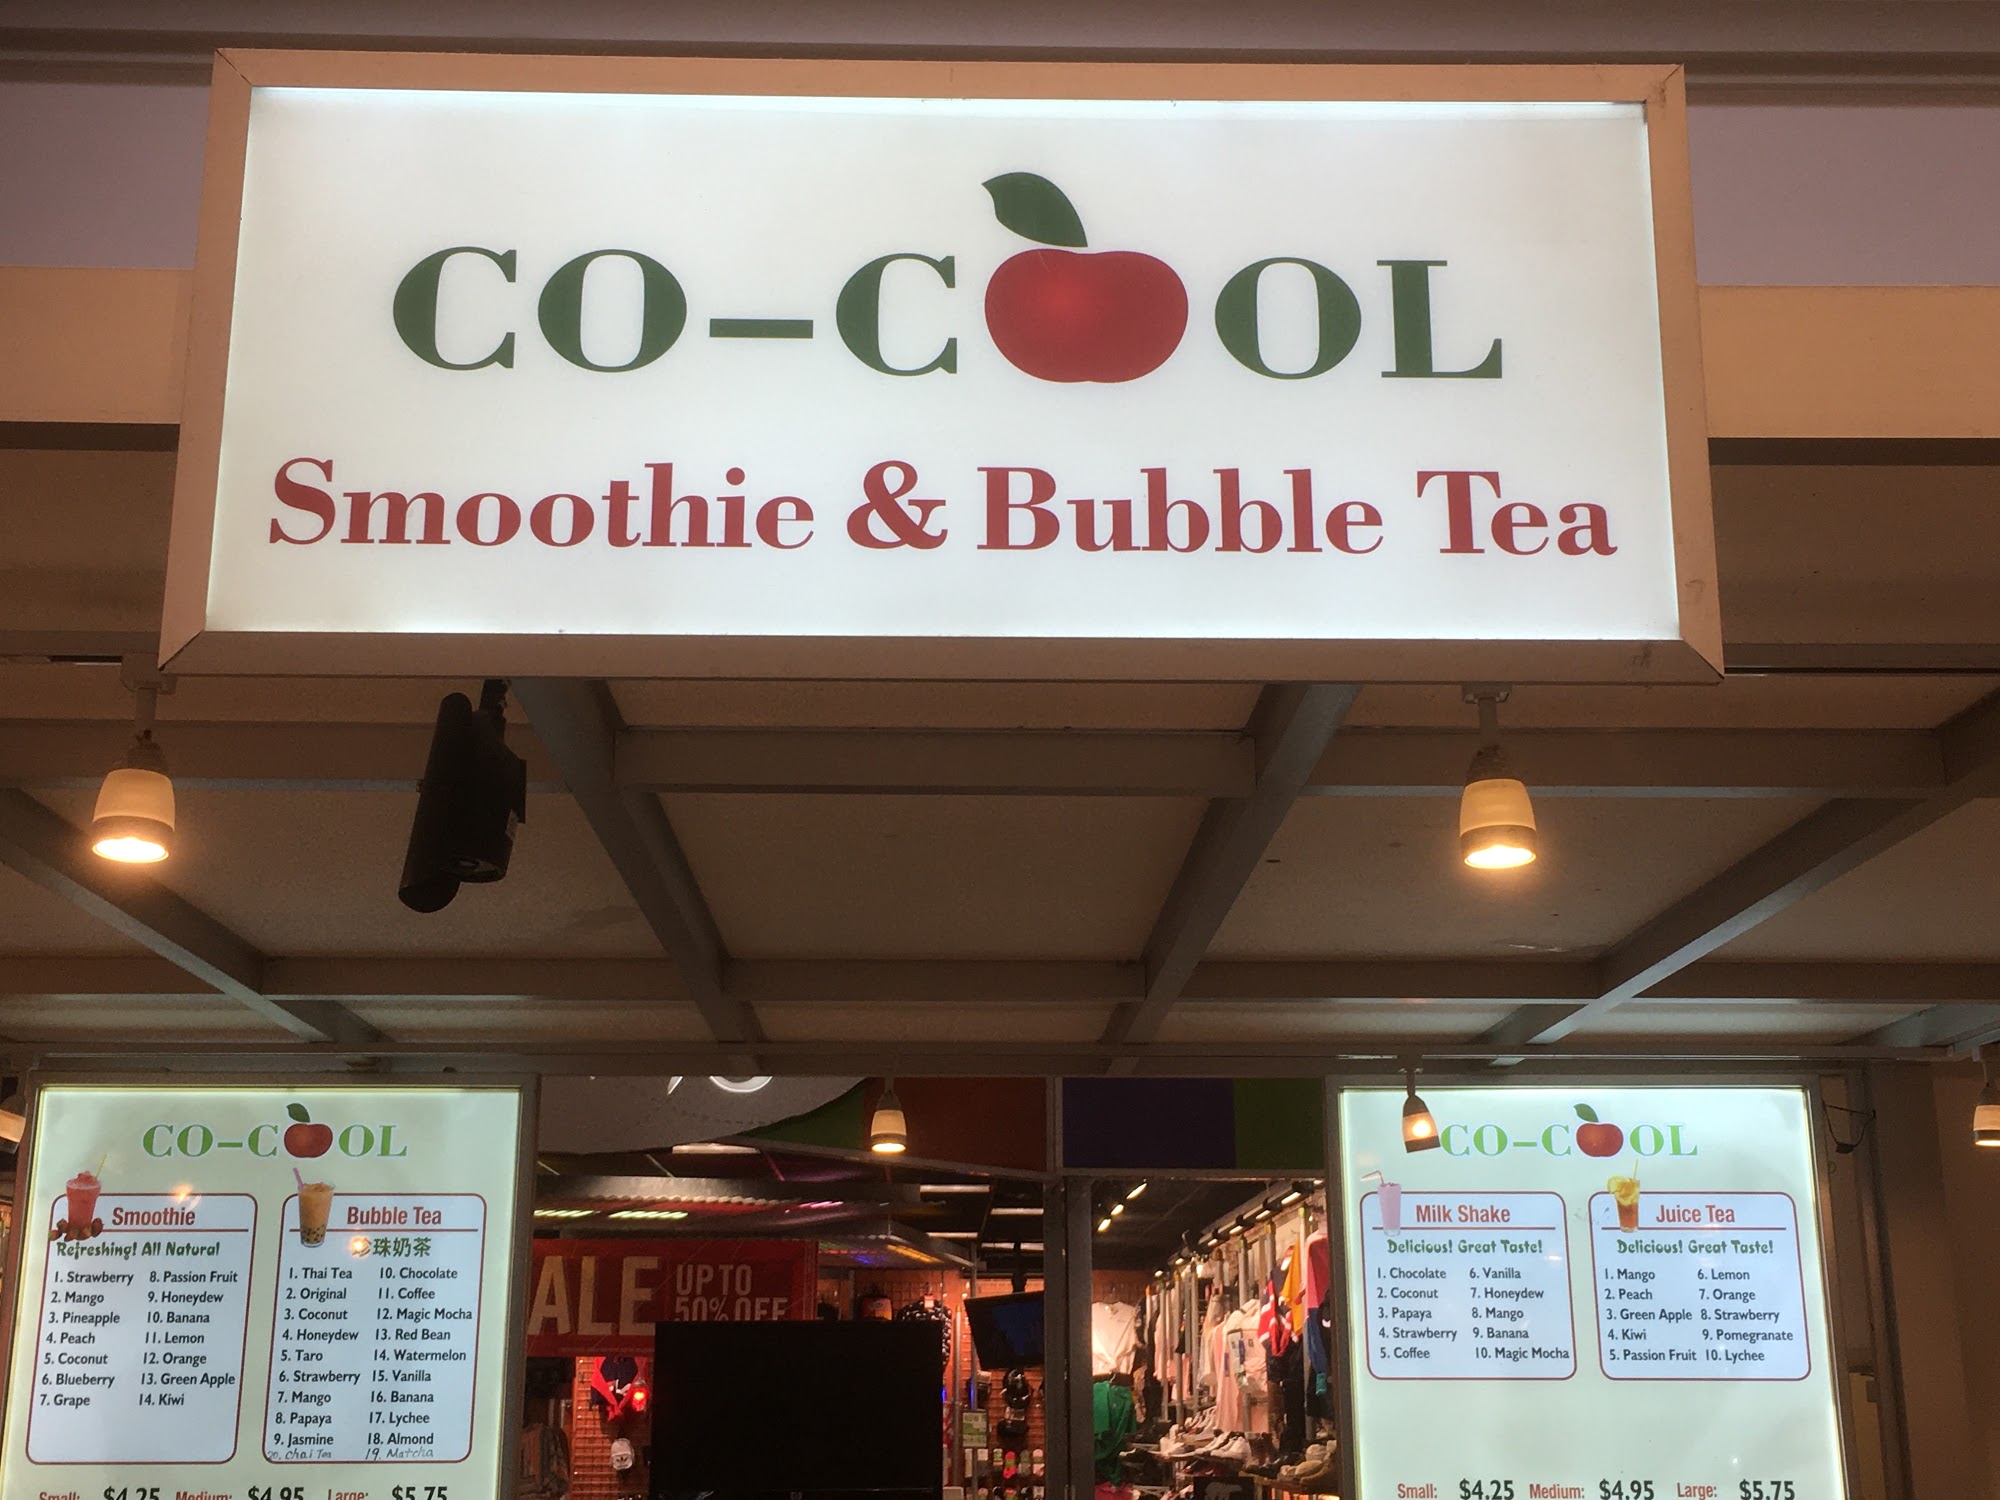 CO-COOL
Smoothie & Bubble Tea
CO-COOL
Smoothie
Refreshing! All Natural
1. Strawberry 8. Passion Fruit
2. Mango 9. Honeydew
3. Pineapple 10. Banana
4. Peach 11. Lemon
5. Coconut 12. Orange
6. Blueberry 13. Green Apple
7. Grape 14. Kiwi
Bubble Tea
珍珠奶茶
1. Thai Tea 10. Chocolate
2. Original 11. Coffee
3. Coconut 12. Magic Mocha
4. Honeydew 13. Red Bean
5. Taro 14. Watermelon
6. Strawberry 15. Vanilla
7. Mango 16. Banana
8. Papaya 17. Lychee
9. Jasmine 18. Almond
20. Chai Tea 19. Matcha
Small: $4.25 Medium: $4.95 Large: $5.75
ALE UP TO
50% OFF
CO-COOL
Milk Shake
Delicious! Great Taste!
1. Chocolate 6. Vanilla
2. Coconut 7. Honeydew
3. Papaya 8. Mango
4. Strawberry 9. Banana
5. Coffee 10. Magic Mocha
Juice Tea
Delicious! Great Taste!
1. Mango 6. Lemon
2. Peach 7. Orange
3. Green Apple 8. Strawberry
4. Kiwi 9. Pomegranate
5. Passion Fruit 10. Lychee
Small: $4.25 Medium: $4.95 Large: $5.75